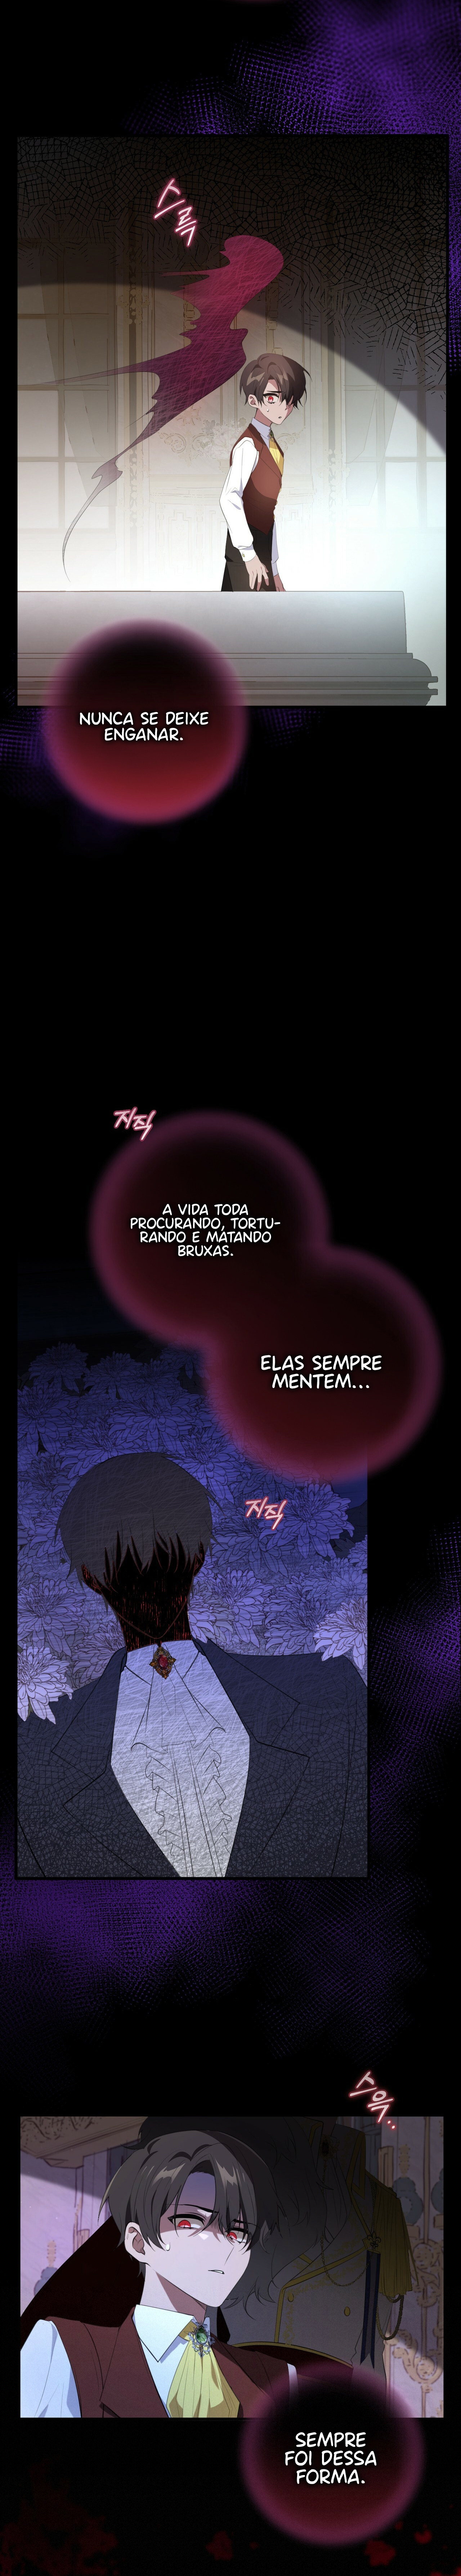 스륵
NUNCA SE DEIXE
ENGANAR.
지직
A VIDA TODA
PROCURANDO, TORTU-
RANDO E MATANDO
BRUXAS.
ELAS SEMPRE
MENTEM...
지직
스윽..
SEMPRE
FOI DESSA
FORMA.